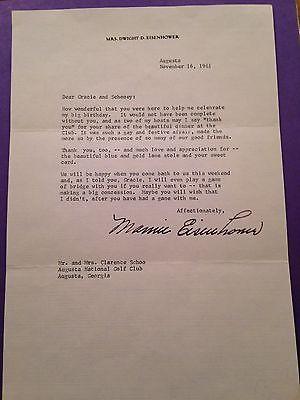 MRS. DWIGHT D. EISENHOWER
Augusta
November 16, 1961
Dear Gracie and Schooey:
How wonderful that you were here to help me celebrate
my big birthday. It would not have been complete
without you, and as two of my hosts may I say "thank
you" for your share of the beautiful dinner at the
Club. It was such a gay and festive affair, made the
more so by the presence of so many of our good friends.
Thank you, too, -- and much love and appreciation for -- the
beautiful blue and gold lame stole and your sweet
card.
We will be happy when you come back to us this weekend
and, as I told you, Gracie, I will even play a game
of bridge with you if you really want to -- that is
making a big concession. Maybe you will wish that
I didn't, after you have had a game with me.
Affectionately,
Mamie Eisenhower
Mr. and Mrs. Clarence Schoo
Augusta National Golf Club
Augusta, Georgia